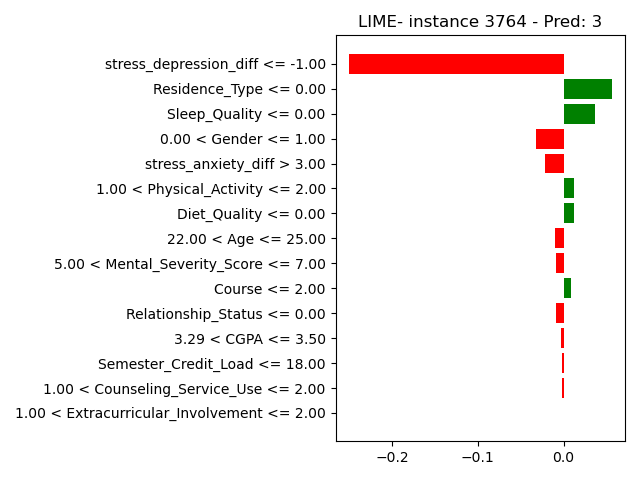 LIME- instance 3764 - Pred: 3
stress_depression_diff <= -1.00
Residence_Type <= 0.00
Sleep_Quality <= 0.00
0.00 < Gender <= 1.00
stress_anxiety_diff > 3.00
1.00 < Physical_Activity <= 2.00
Diet_Quality <= 0.00
22.00 < Age <= 25.00
5.00 < Mental_Severity_Score <= 7.00
Course <= 2.00
Relationship_Status <= 0.00
3.29 < CGPA <= 3.50
Semester_Credit_Load <= 18.00
1.00 < Counseling_Service_Use <= 2.00
1.00 < Extracurricular_Involvement <= 2.00
−0.2 −0.1 0.0